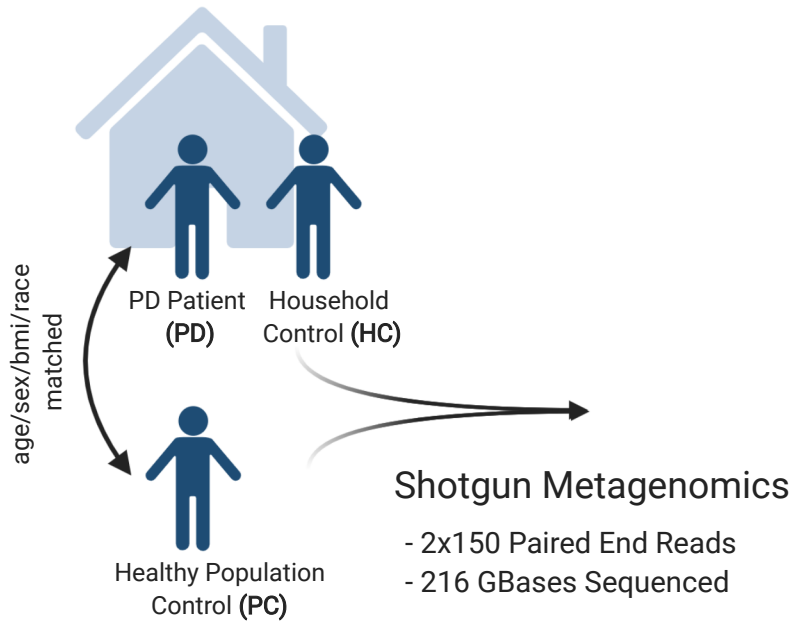 age/sex/bmi/race
matched
PD Patient
(PD)
Household
Control (HC)
Healthy Population
Control (PC)
Shotgun Metagenomics
- 2x150 Paired End Reads
- 216 GBases Sequenced